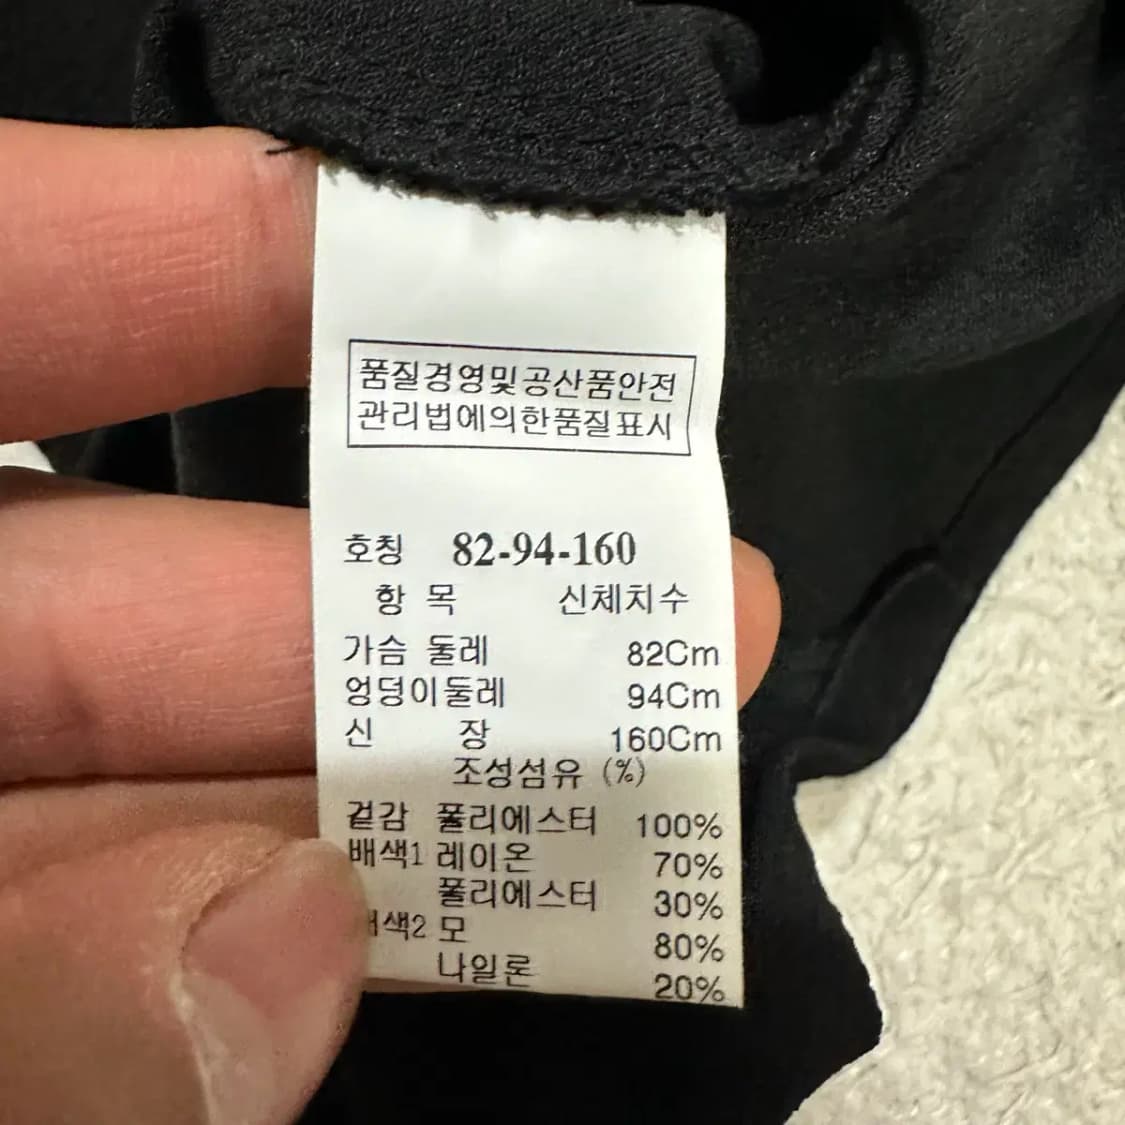 품질경영및공산품안전
관리법에의한품질표시
호칭 82-94-160
항 목 신체치수
가슴 둘레 82Cm
엉덩이둘레 94Cm
신 장 160Cm
조성섬유 (%)
겉감 폴리에스터 100%
배색1 레이온 70%
폴리에스터 30%
배색2 모 80%
나일론 20%